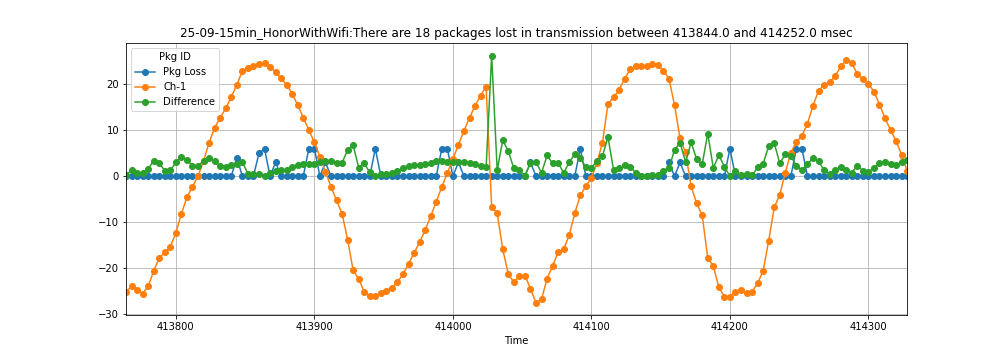 25-09-15min_HonorWithWifi:There are 18 packages lost in transmission between 413844.0 and 414252.0 msec
Pkg ID
Pkg Loss
Ch-1
Difference
20
10
0
−10
−20
−30
413800 413900 414000 414100 414200 414300
Time